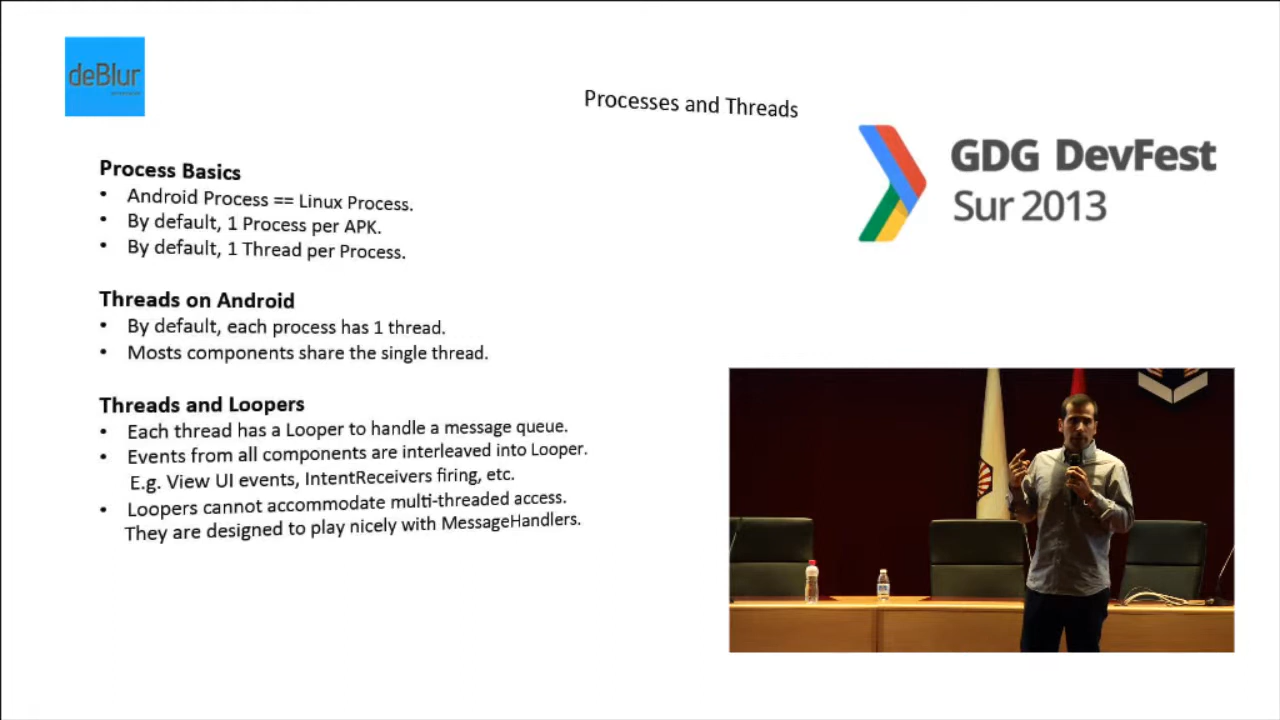 deBlur
Processes and Threads
GDG DevFest
Sur 2013
Process Basics
• Android Process == Linux Process.
• By default, 1 Process per APK.
• By default, 1 Thread per Process.
Threads on Android
• By default, each process has 1 thread.
• Mosts components share the single thread.
Threads and Loopers
• Each thread has a Looper to handle a message queue.
• Events from all components are interleaved into Looper.
E.g. View UI events, IntentReceivers firing, etc.
• Loopers cannot accommodate multi-threaded access.
They are designed to play nicely with MessageHandlers.